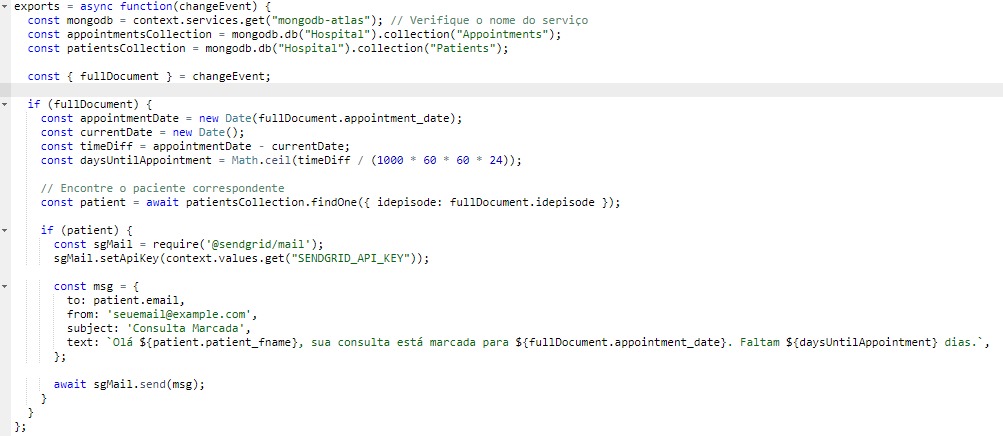 exports = async function(changeEvent) {
const mongodb = context.services.get("mongodb-atlas"); // Verifique o nome do serviço
const appointmentsCollection = mongodb.db("Hospital").collection("Appointments");
const patientsCollection = mongodb.db("Hospital").collection("Patients");
const { fullDocument } = changeEvent;
if (fullDocument) {
const appointmentDate = new Date(fullDocument.appointment_date);
const currentDate = new Date();
const timeDiff = appointmentDate - currentDate;
const daysUntilAppointment = Math.ceil(timeDiff / (1000 * 60 * 60 * 24));
// Encontre o paciente correspondente
const patient = await patientsCollection.findOne({ idepisode: fullDocument.idepisode });
if (patient) {
const sgMail = require('@sendgrid/mail');
sgMail.setApiKey(context.values.get("SENDGRID_API_KEY"));
const msg = {
to: patient.email,
from: 'seuemail@example.com',
subject: 'Consulta Marcada',
text: `Olá ${patient.patient_fname}, sua consulta está marcada para ${fullDocument.appointment_date}. Faltam ${daysUntilAppointment} dias.`,
};
await sgMail.send(msg);
}
}
};